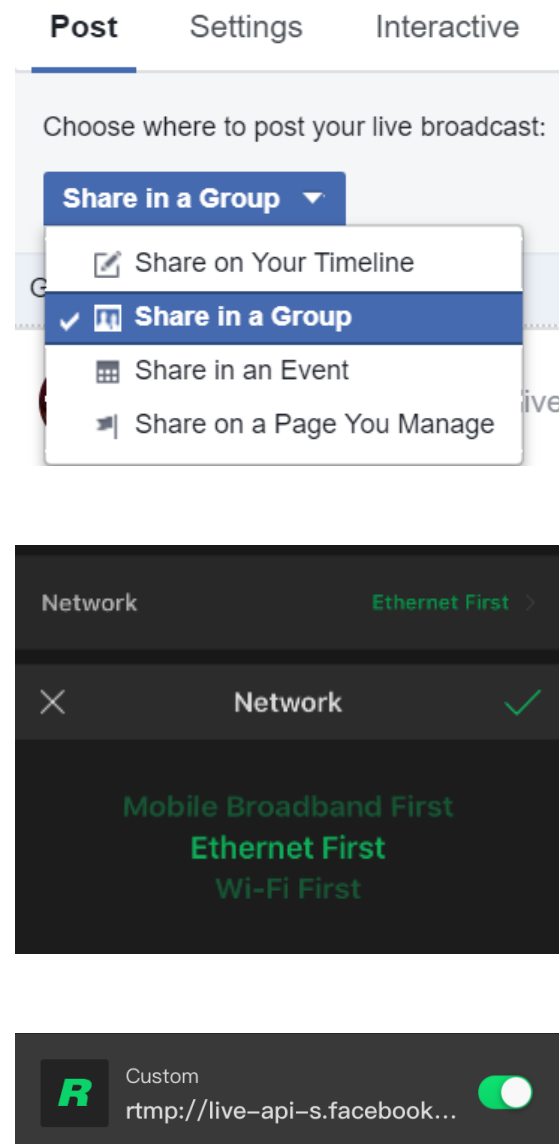 Post Settings Interactive
Choose where to post your live broadcast:
Share in a Group
Share on Your Timeline
Share in a Group
Share in an Event
Share on a Page You Manage
Network Ethernet First
Network
Mobile Broadband First
Ethernet First
Wi-Fi First
R
Custom
rtmp://live-api-s.facebook...